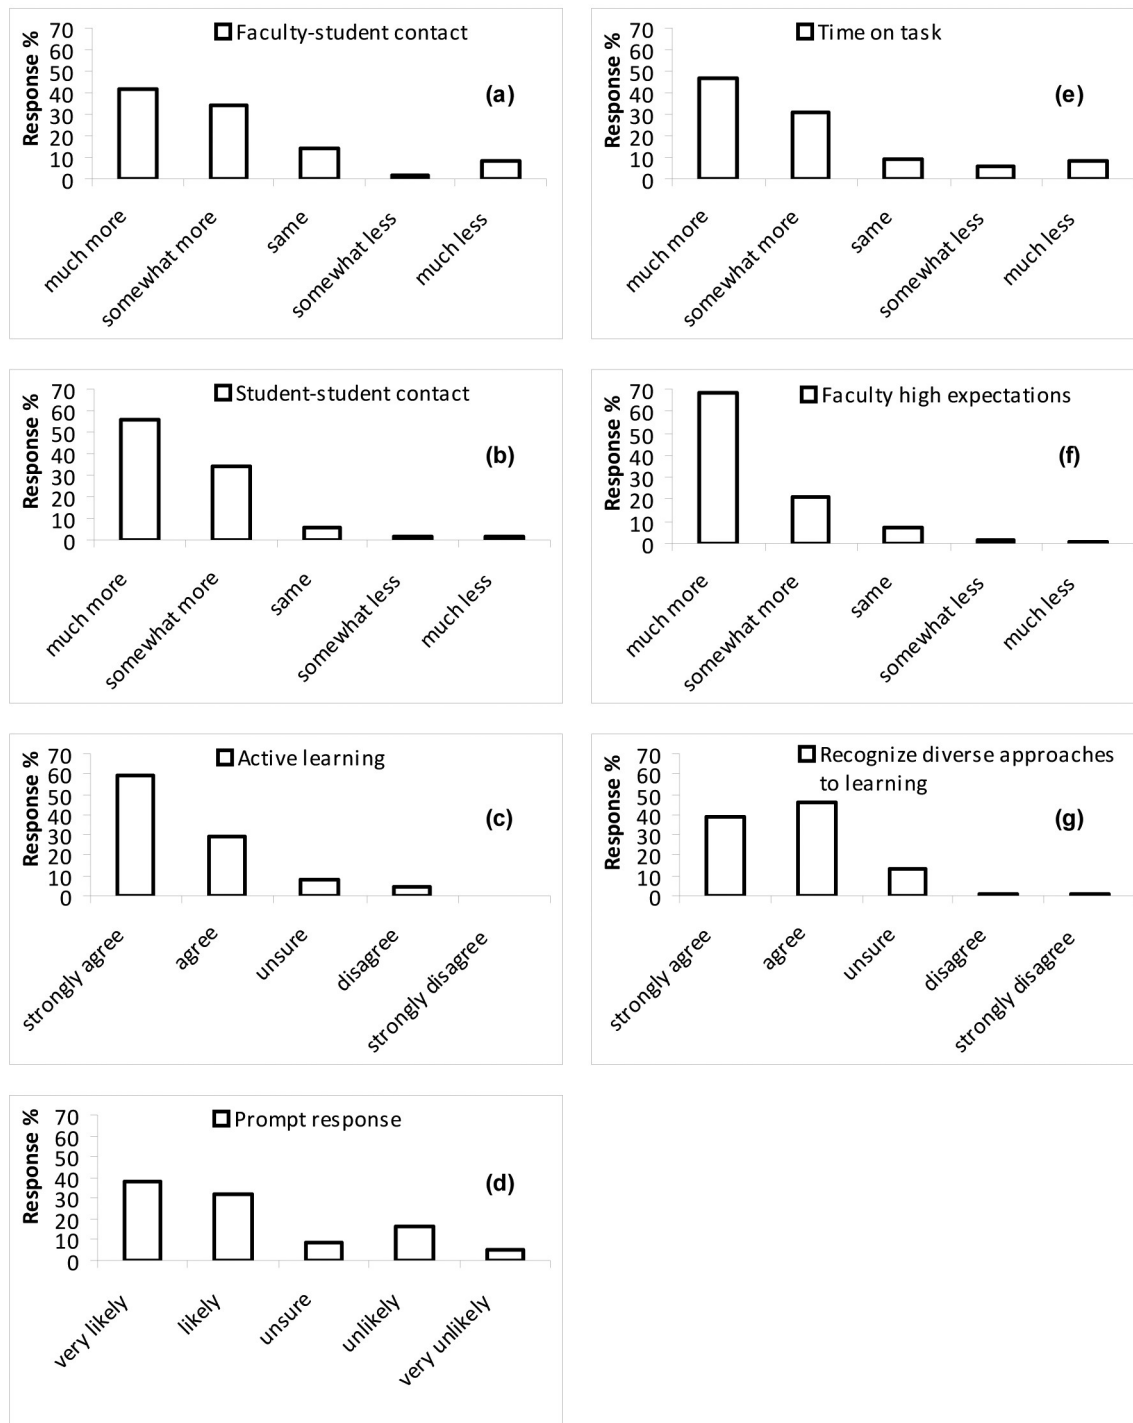 Faculty-student contact
Response %
70
60
50
40
30
20
10
0
(a)
much more
somewhat more
same
somewhat less
much less
Student-student contact
Response %
70
60
50
40
30
20
10
0
(b)
much more
somewhat more
same
somewhat less
much less
Active learning
Response %
70
60
50
40
30
20
10
0
(c)
strongly agree
agree
unsure
disagree
strongly disagree
Prompt response
Response %
70
60
50
40
30
20
10
0
(d)
very likely
likely
unsure
unlikely
very unlikely
Time on task
Response %
70
60
50
40
30
20
10
0
(e)
much more
somewhat more
same
somewhat less
much less
Faculty high expectations
Response %
70
60
50
40
30
20
10
0
(f)
much more
somewhat more
same
somewhat less
much less
Recognize diverse approaches
to learning
Response %
70
60
50
40
30
20
10
0
(g)
strongly agree
agree
unsure
disagree
strongly disagree